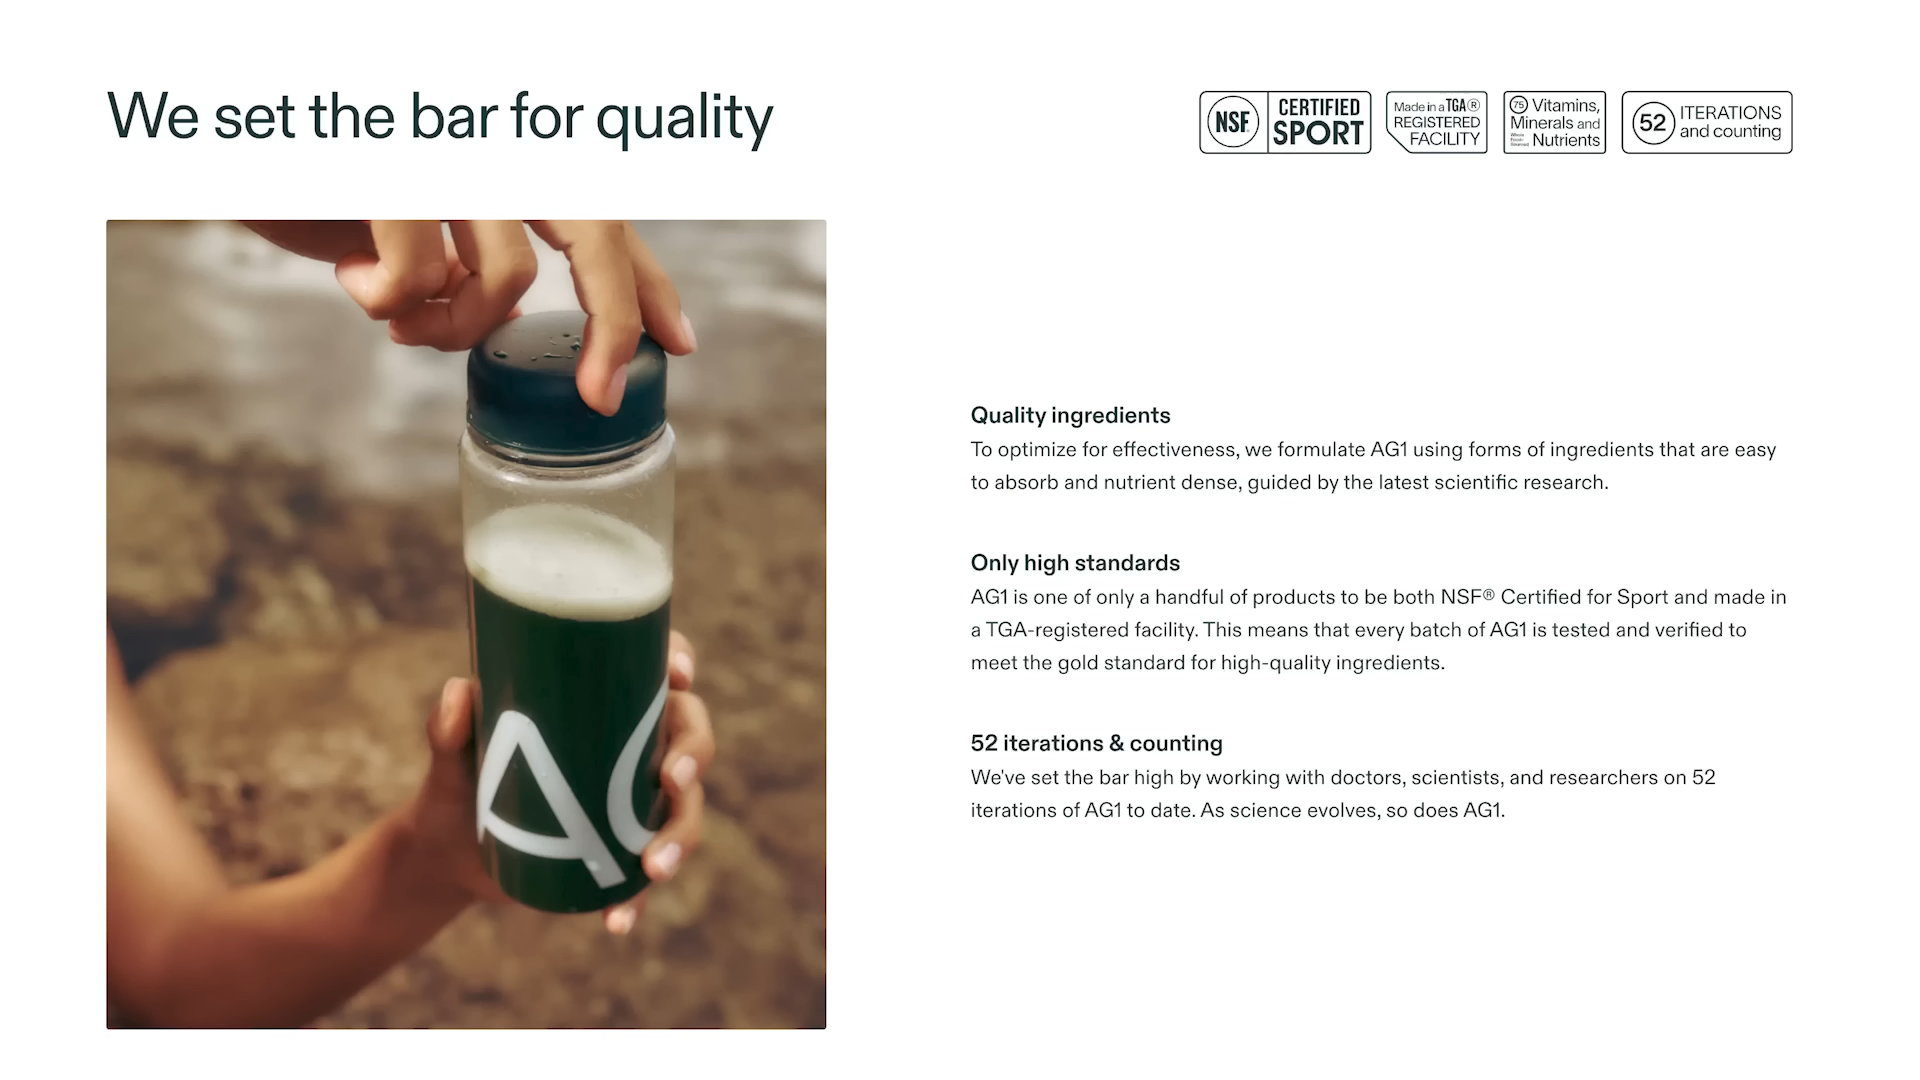 We set the bar for quality
NSF
CERTIFIED
SPORT
Made in a TGA®
REGISTERED
FACILITY
75 Vitamins,
Minerals and
Nutrients
52
ITERATIONS
and counting
AG
Quality ingredients
To optimize for effectiveness, we formulate AG1 using forms of ingredients that are easy
to absorb and nutrient dense, guided by the latest scientific research.
Only high standards
AG1 is one of only a handful of products to be both NSF® Certified for Sport and made in
a TGA-registered facility. This means that every batch of AG1 is tested and verified to
meet the gold standard for high-quality ingredients.
52 iterations & counting
We've set the bar high by working with doctors, scientists, and researchers on 52
iterations of AG1 to date. As science evolves, so does AG1.